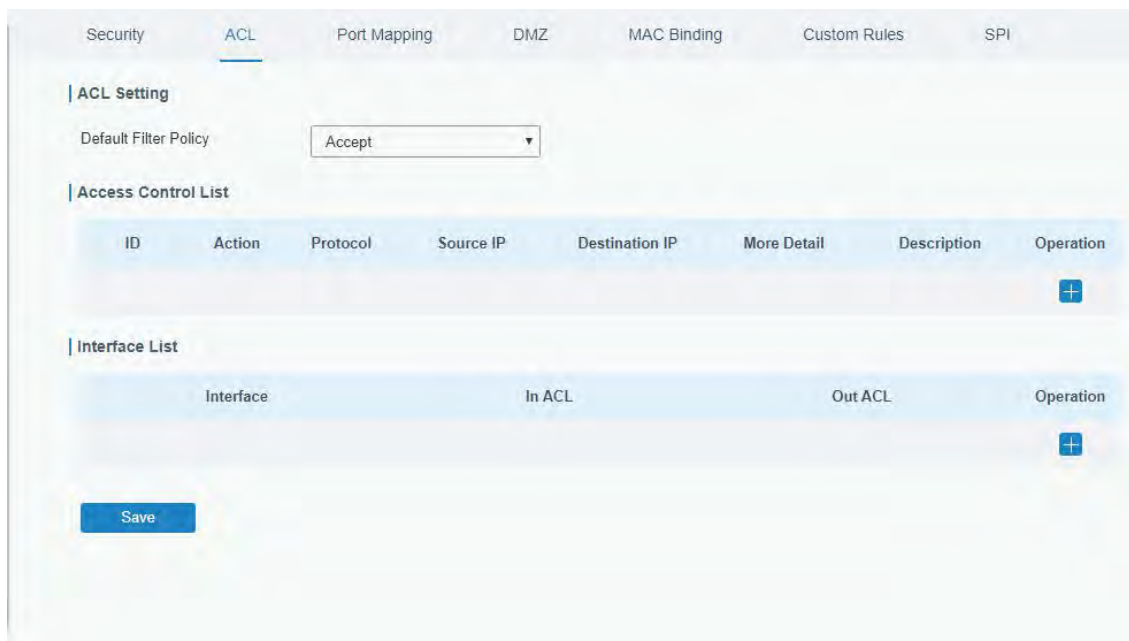 Security ACL Port Mapping DMZ MAC Binding Custom Rules SPI
ACL Setting
Default Filter Policy Accept
Access Control List
ID Action Protocol Source IP Destination IP More Detail Description Operation
Interface List
Interface In ACL Out ACL Operation
Save